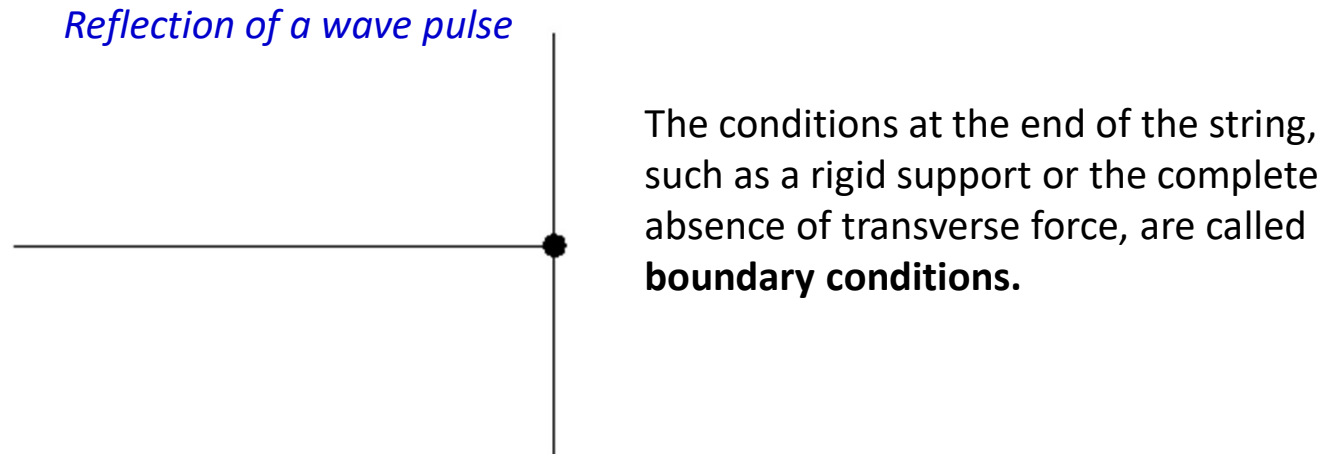 Reflection of a wave pulse
The conditions at the end of the string,
such as a rigid support or the complete
absence of transverse force, are called
boundary conditions.